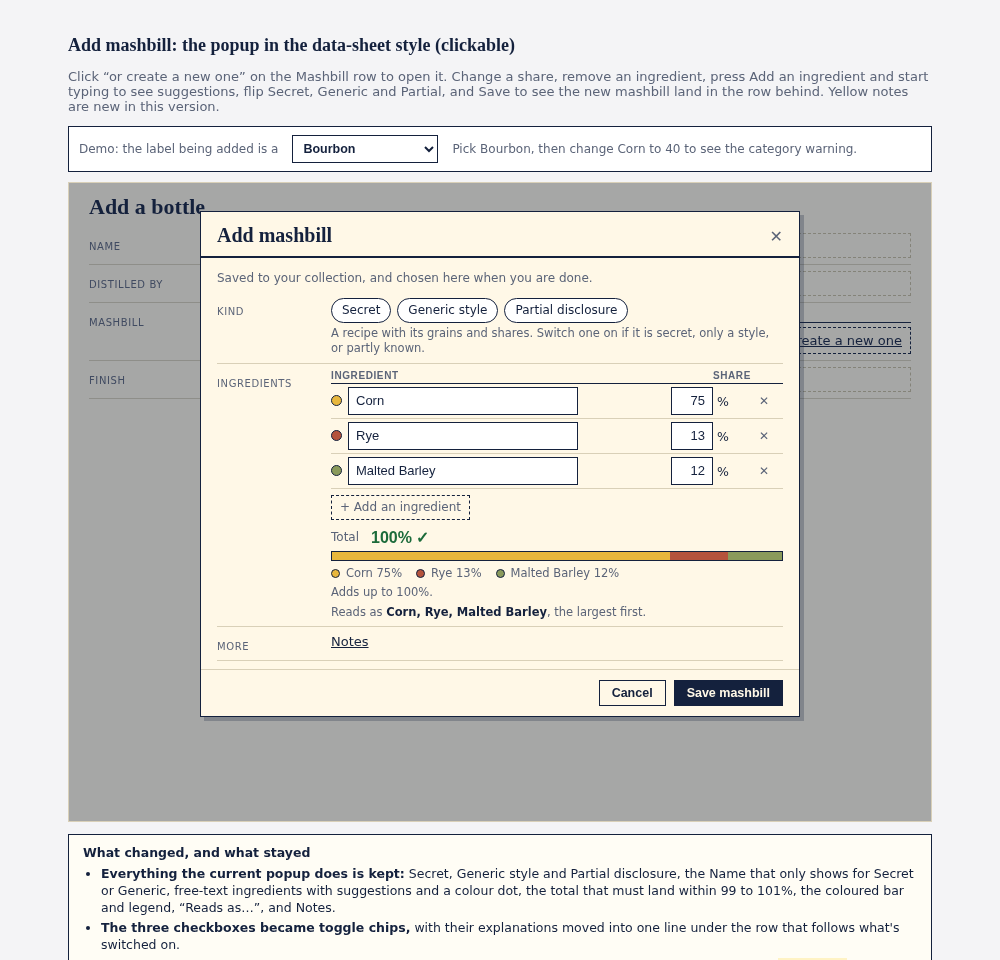 Add mashbill: the popup in the data-sheet style (clickable)
Click “or create a new one” on the Mashbill row to open it. Change a share, remove an ingredient, press Add an ingredient and start
typing to see suggestions, flip Secret, Generic and Partial, and Save to see the new mashbill land in the row behind. Yellow notes
are new in this version.
Demo: the label being added is a Bourbon Pick Bourbon, then change Corn to 40 to see the category warning.
Add a bottle
NAME
DISTILLED BY
MASHBILL
reate a new one
FINISH
Add mashbill ✕
Saved to your collection, and chosen here when you are done.
KIND Secret Generic style Partial disclosure
A recipe with its grains and shares. Switch one on if it is secret, only a style,
or partly known.
INGREDIENTS INGREDIENT SHARE
Corn 75 % ✕
Rye 13 % ✕
Malted Barley 12 % ✕
+ Add an ingredient
Total 100% ✓
Corn 75% Rye 13% Malted Barley 12%
Adds up to 100%.
Reads as Corn, Rye, Malted Barley, the largest first.
MORE Notes
Cancel Save mashbill
What changed, and what stayed
• Everything the current popup does is kept: Secret, Generic style and Partial disclosure, the Name that only shows for Secret
or Generic, free-text ingredients with suggestions and a colour dot, the total that must land within 99 to 101%, the coloured bar
and legend, “Reads as…”, and Notes.
• The three checkboxes became toggle chips, with their explanations moved into one line under the row that follows what's
switched on.